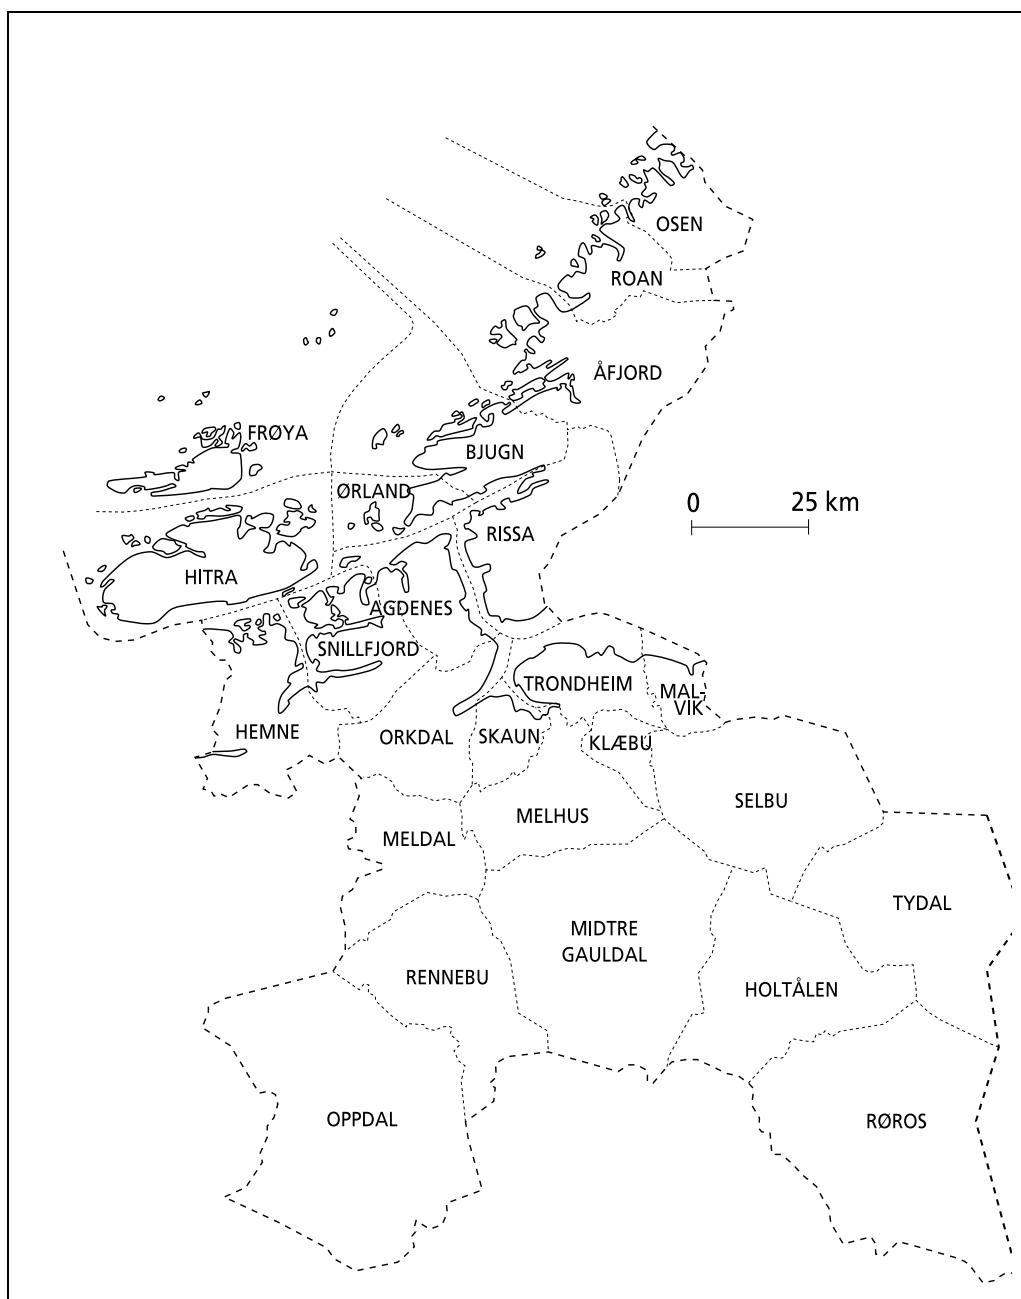 OSEN
ROAN
ÅFJORD
FRØYA
BJUGN
ØRLAND
0 25 km
RISSA
HITRA
AGDENES
SNILLFJORD
TRONDHEIM
MAL-
VIK
HEMNE
ORKDAL
SKAUN
KLÆBU
SELBU
MELHUS
MELDAL
TYDAL
MIDTRE
GAULDAL
RENNEBU
HOLTÅLEN
OPPDAL
RØROS